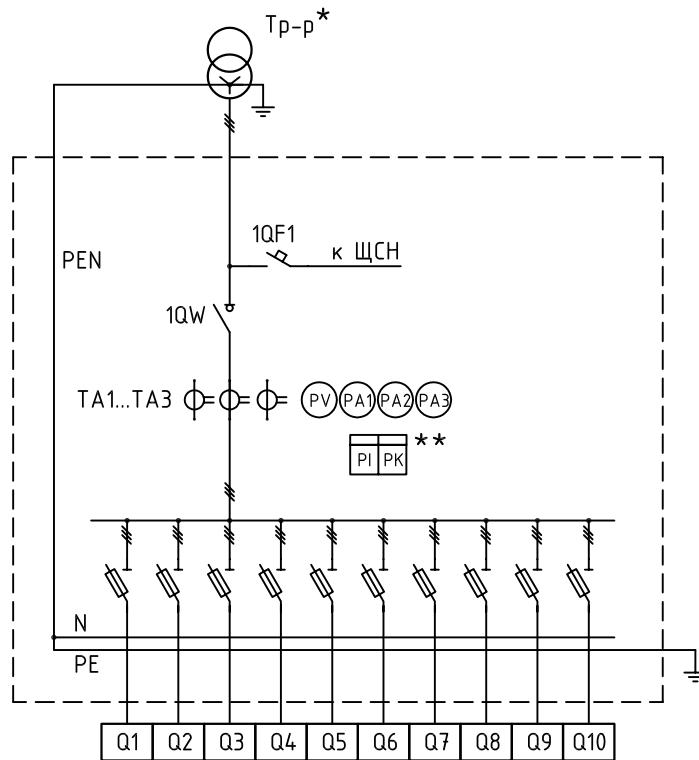 Тр-р*
1QF1
к ЩСН
PEN
1QW
TA1...TA3
PV PA1 PA2 PA3
**
PI PK
N
PE
Q1 Q2 Q3 Q4 Q5 Q6 Q7 Q8 Q9 Q10